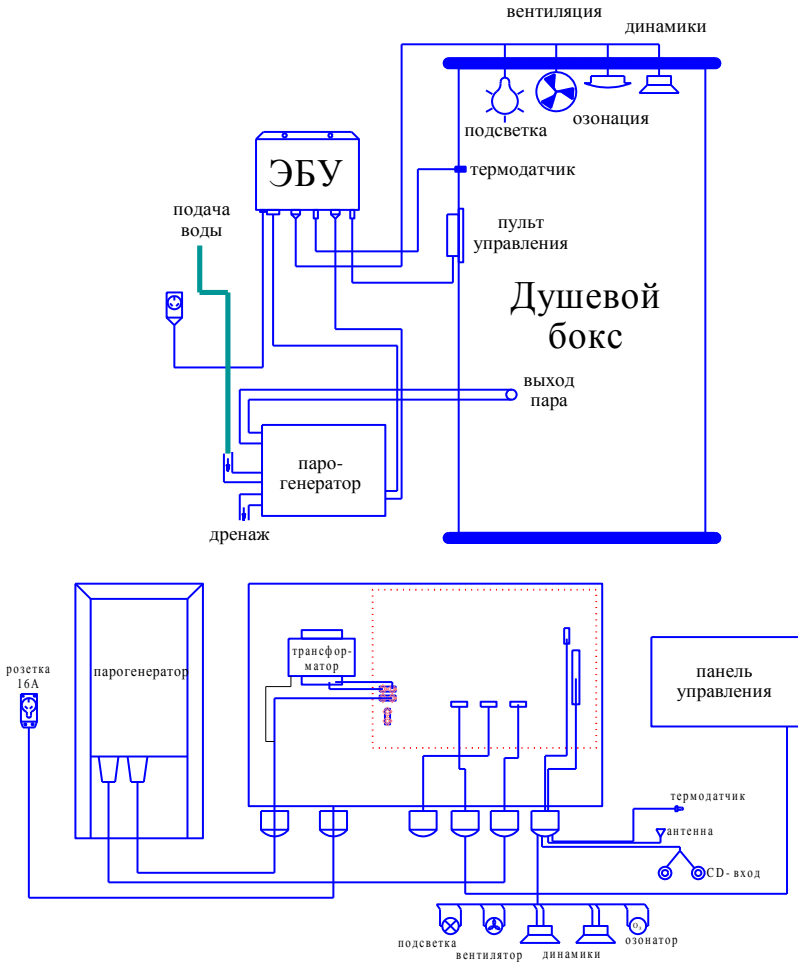 вентиляция
динамики
подсветка
озонация
ЭБУ
термодатчик
подача
воды
пульт
управления
Душевой
бокс
выход
пара
паро-
генератор
дренаж
розетка
16А
парогенератор
трансфор-
матор
панель
управления
термодатчик
антенна
CD-вход
подсветка
вентилятор
динамики
O₃
озонатор